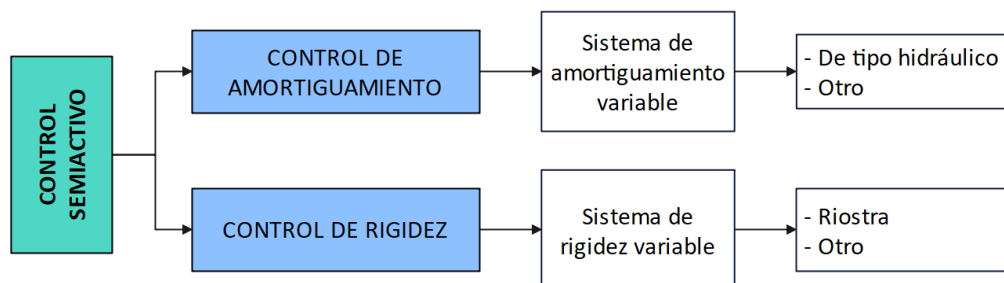 CONTROL
SEMIACTIVO
CONTROL DE
AMORTIGUAMIENTO
Sistema de
amortiguamiento
variable
- De tipo hidráulico
- Otro
CONTROL DE RIGIDEZ
Sistema de
rigidez variable
- Riostra
- Otro